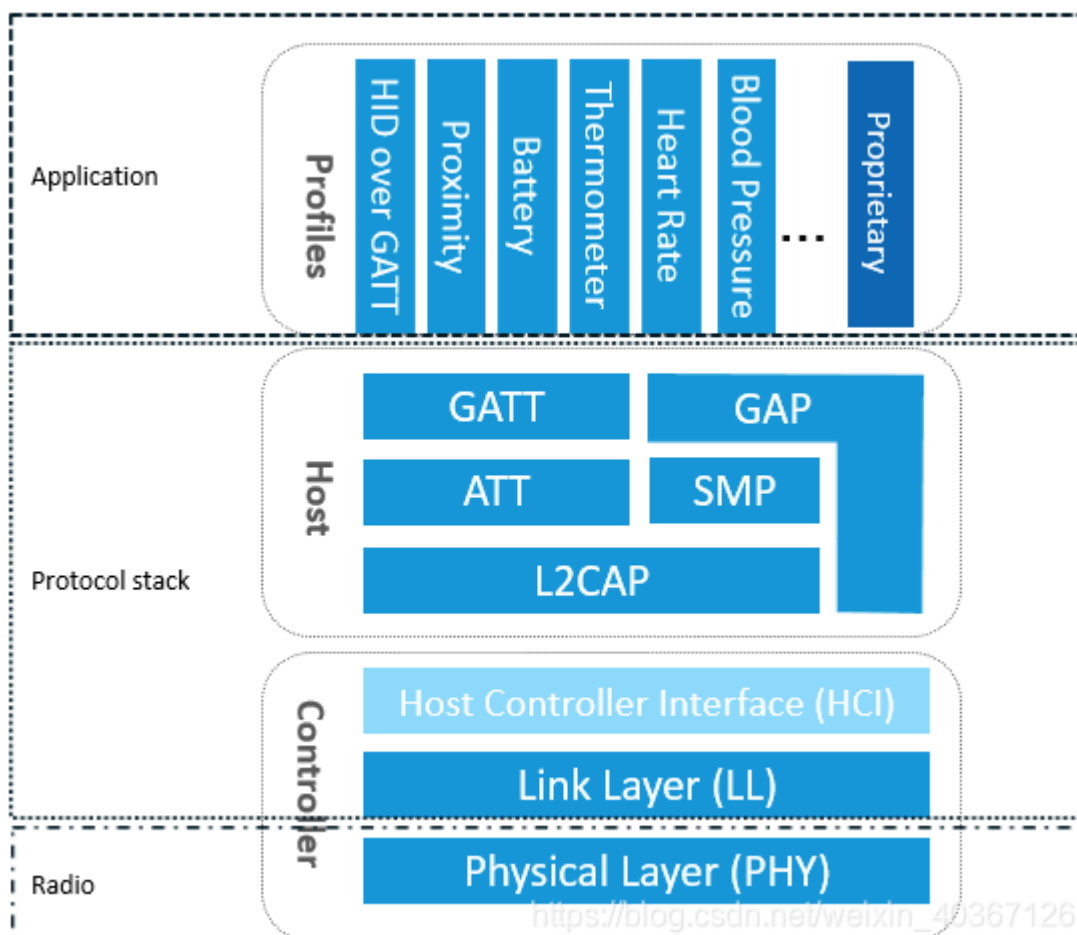 Application
Profiles
HID over GATT
Proximity
Battery
Thermometer
Heart Rate
Blood Pressure
...
Proprietary
Protocol stack
Host
GATT
GAP
ATT
SMP
L2CAP
Controller
Host Controller Interface (HCI)
Link Layer (LL)
Radio
Physical Layer (PHY)
https://blog.csdn.net/weixin_40367126